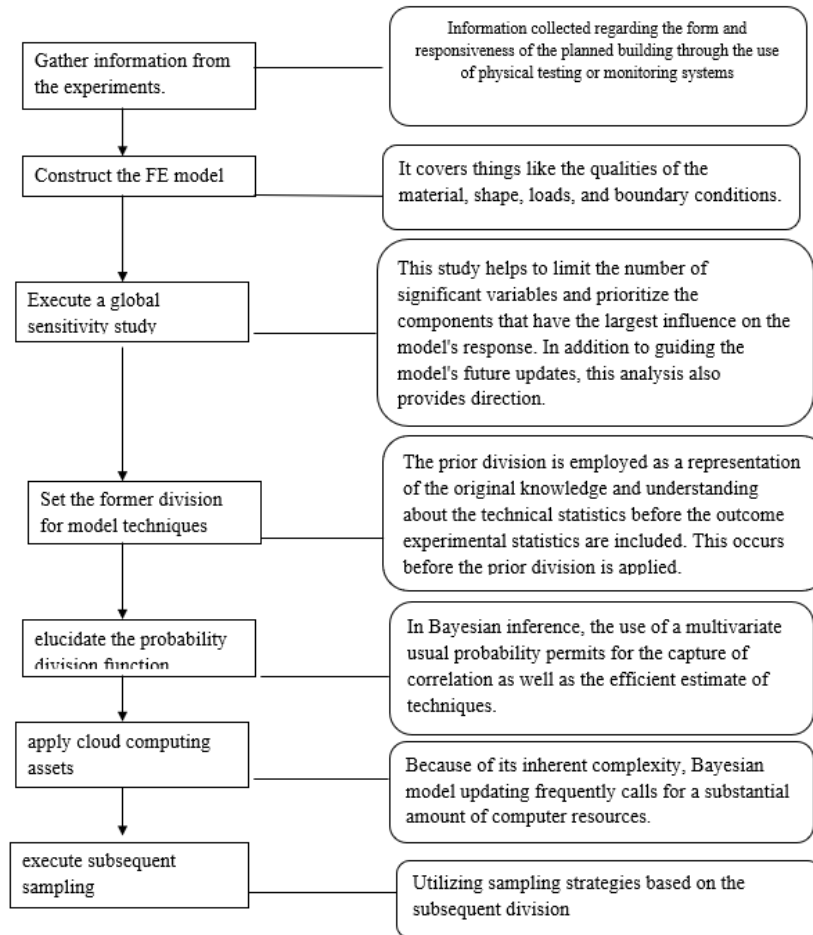 Gather information from
the experiments.
Information collected regarding the form and
responsiveness of the planned building through the use
of physical testing or monitoring systems
Construct the FE model
It covers things like the qualities of the
material, shape, loads, and boundary conditions.
Execute a global
sensitivity study
This study helps to limit the number of
significant variables and prioritize the
components that have the largest influence on the
model's response. In addition to guiding the
model's future updates, this analysis also
provides direction.
Set the former division
for model techniques
The prior division is employed as a representation
of the original knowledge and understanding
about the technical statistics before the outcome
experimental statistics are included. This occurs
before the prior division is applied.
elucidate the probability
division function
In Bayesian inference, the use of a multivariate
usual probability permits for the capture of
correlation as well as the efficient estimate of
techniques.
apply cloud computing
assets
Because of its inherent complexity, Bayesian
model updating frequently calls for a substantial
amount of computer resources.
execute subsequent
sampling
Utilizing sampling strategies based on the
subsequent division